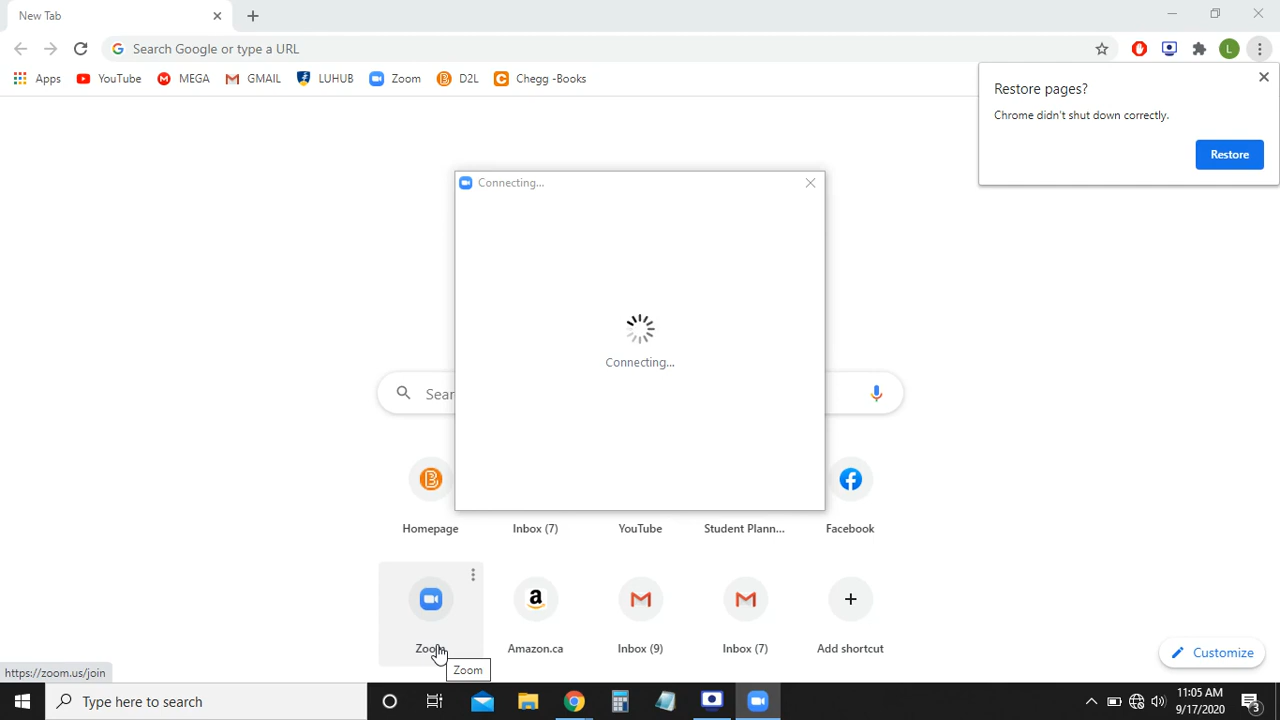 New Tab
Search Google or type a URL
L
Apps YouTube MEGA GMAIL LUHUB Zoom D2L Chegg -Books
Restore pages?
Chrome didn't shut down correctly.
Restore
Connecting...
Connecting...
Sear
Homepage Inbox (7) YouTube Student Plann... Facebook
Zoom Amazon.ca Inbox (9) Inbox (7) Add shortcut
Customize
Zoom
https://zoom.us/join
Type here to search
11:05 AM
9/17/2020
3